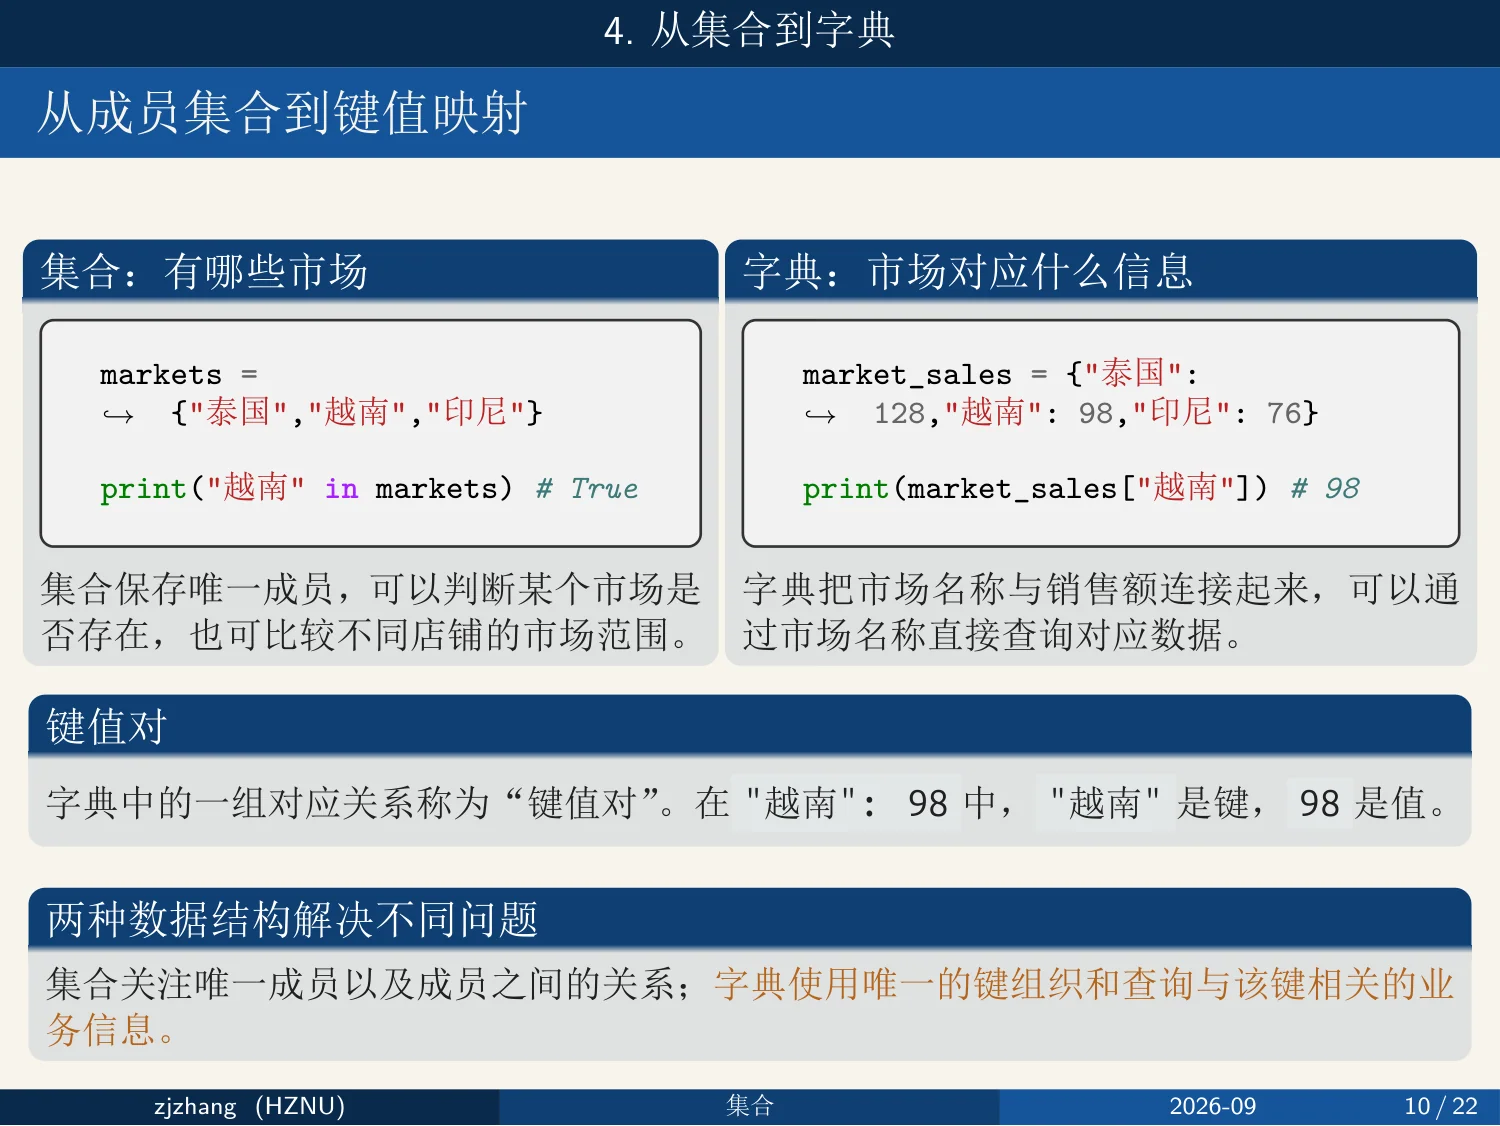 4. 从集合到字典
从成员集合到键值映射
集合：有哪些市场
markets =
↪ {"泰国","越南","印尼"}
print("越南" in markets) # True
集合保存唯一成员，可以判断某个市场是
否存在，也可比较不同店铺的市场范围。
字典：市场对应什么信息
market_sales = {"泰国":
↪ 128,"越南": 98,"印尼": 76}
print(market_sales["越南"]) # 98
字典把市场名称与销售额连接起来，可以通
过市场名称直接查询对应数据。
键值对
字典中的一组对应关系称为“键值对”。在 "越南": 98 中， "越南" 是键， 98 是值。
两种数据结构解决不同问题
集合关注唯一成员以及成员之间的关系；字典使用唯一的键组织和查询与该键相关的业
务信息。
zjzhang (HZNU)
集合
2026-09
10 / 22